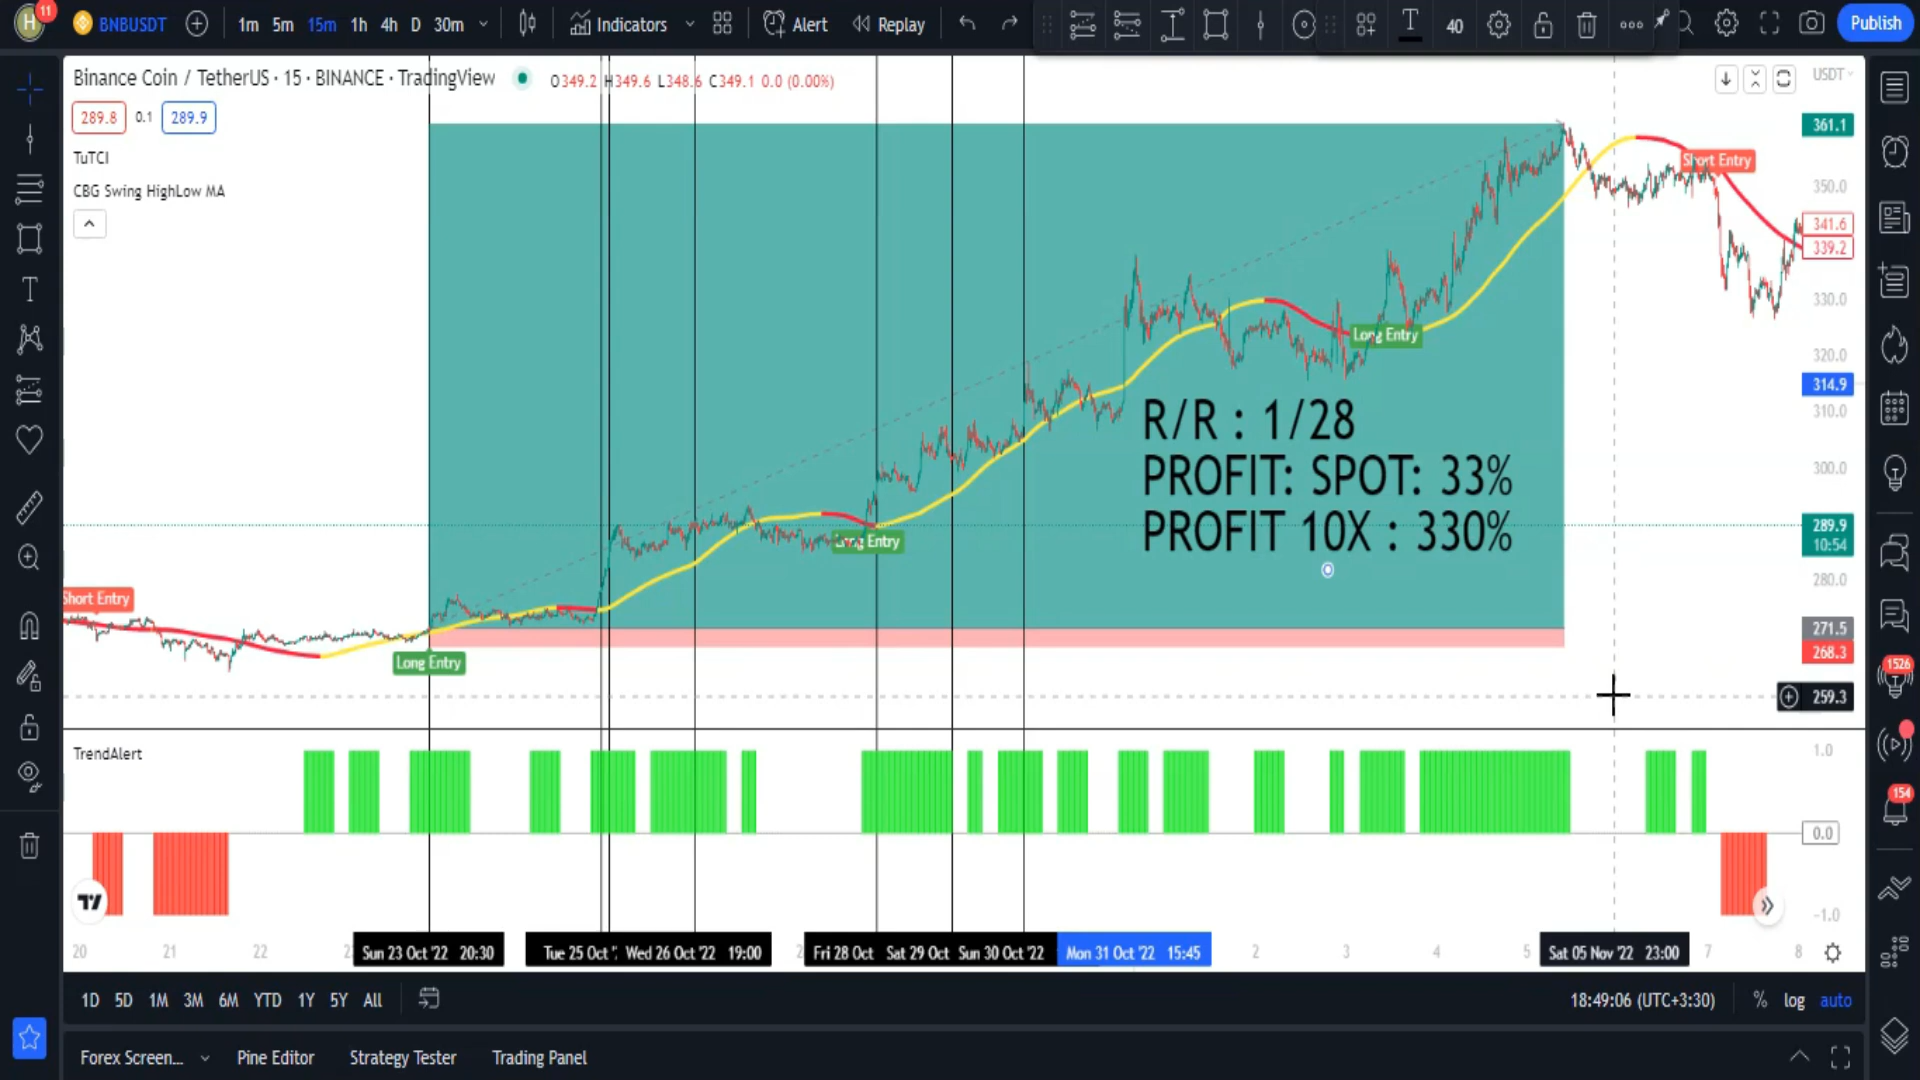 H 11 BNBUSDT 1m 5m 15m 1h 4h D 30m Indicators Alert Replay T 40 Publish
Binance Coin / TetherUS · 15 · BINANCE · TradingView O349.2 H349.6 L348.6 C349.1 0.0 (0.00%) USDT
289.8 0.1 289.9
TuTCI
CBG Swing HighLow MA
361.1
Short Entry
350.0
341.6
339.2
330.0
Long Entry
320.0
314.9
310.0
R/R : 1/28
PROFIT: SPOT: 33%
PROFIT 10X : 330%
300.0
289.9
10:54
Long Entry
280.0
Short Entry
271.5
268.3
Long Entry
259.3
1526
TrendAlert
1.0
154
0.0
-1.0
20 21 22 Sun 23 Oct '22 20:30 Tue 25 Oct Wed 26 Oct '22 19:00 Fri 28 Oct Sat 29 Oct Sun 30 Oct '22 Mon 31 Oct '22 15:45 2 3 4 5 Sat 05 Nov '22 23:00 7 8
1D 5D 1M 3M 6M YTD 1Y 5Y All 18:49:06 (UTC+3:30) % log auto
Forex Screen... Pine Editor Strategy Tester Trading Panel